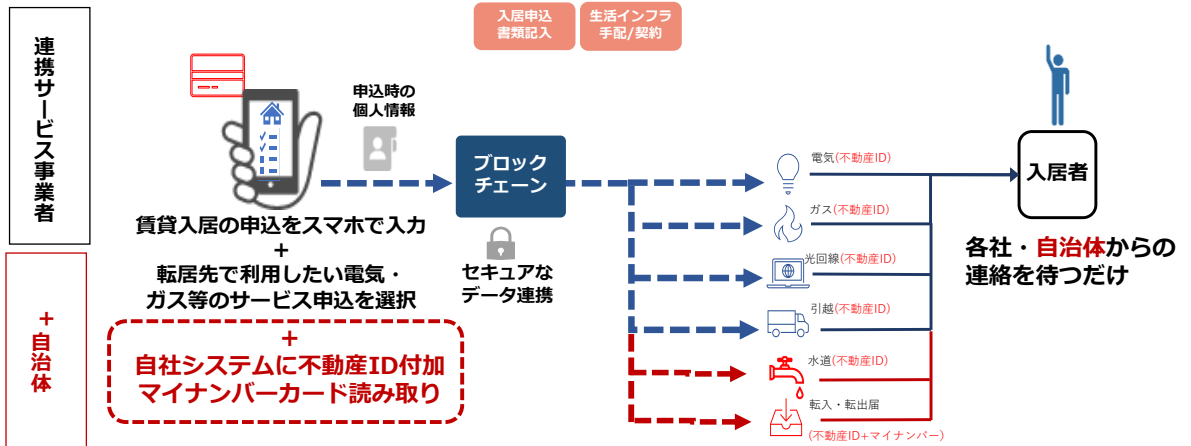 入居申込
書類記入
生活インフラ
手配/契約
連携サービス事業者
申込時の
個人情報
ブロック
チェーン
賃貸入居の申込をスマホで入力
+
転居先で利用したい電気・
ガス等のサービス申込を選択
セキュアな
データ連携
電気(不動産ID)
ガス(不動産ID)
光回線(不動産ID)
引越(不動産ID)
入居者
各社・自治体からの
連絡を待つだけ
+自治体
+
自社システムに不動産ID付加
マイナンバーカード読み取り
水道(不動産ID)
転入・転出届
(不動産ID+マイナンバー)